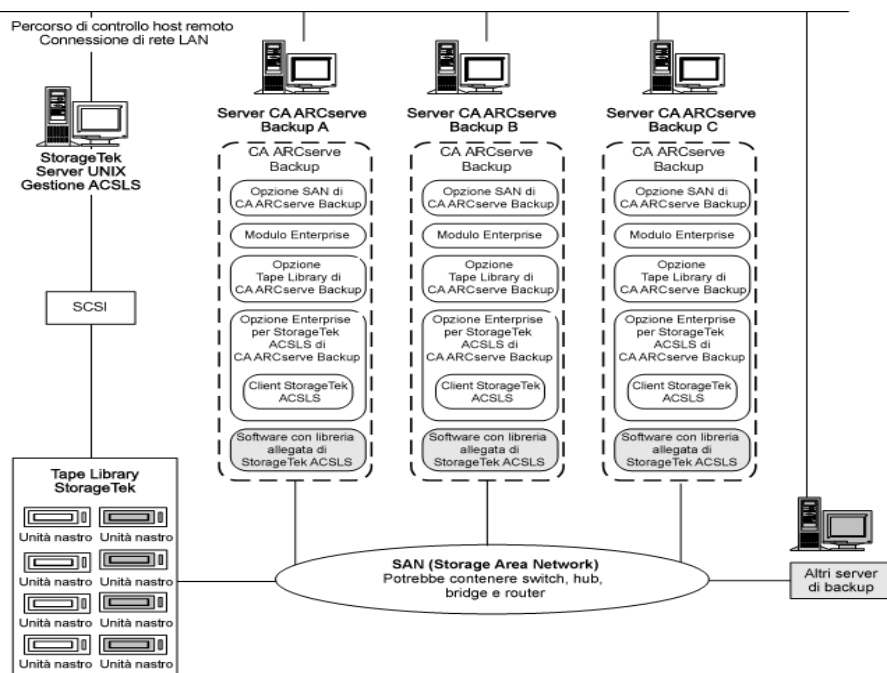 Percorso di controllo host remoto
Connessione di rete LAN
StorageTek
Server UNIX
Gestione ACSLS
SCSI
Tape Library
StorageTek
Unità nastro Unità nastro
Unità nastro Unità nastro
Unità nastro Unità nastro
Unità nastro Unità nastro
Server CA ARCserve
Backup A
CA ARCserve
Backup
Opzione SAN di
CA ARCserve Backup
Modulo Enterprise
Opzione
Tape Library di
CA ARCserve Backup
Opzione Enterprise
per StorageTek
ACSLS di
CA ARCserve Backup
Client StorageTek
ACSLS
Software con libreria
allegata di
StorageTek ACSLS
Server CA ARCserve
Backup B
CA ARCserve
Backup
Opzione SAN di
CA ARCserve Backup
Modulo Enterprise
Opzione
Tape Library di
CA ARCserve Backup
Opzione Enterprise
per StorageTek
ACSLS di
CA ARCserve Backup
Client StorageTek
ACSLS
Software con libreria
allegata di
StorageTek ACSLS
Server CA ARCserve
Backup C
CA ARCserve
Backup
Opzione SAN di
CA ARCserve Backup
Modulo Enterprise
Opzione
Tape Library di
CA ARCserve Backup
Opzione Enterprise
per StorageTek
ACSLS di
CA ARCserve Backup
Client StorageTek
ACSLS
Software con libreria
allegata di
StorageTek ACSLS
SAN (Storage Area Network)
Potrebbe contenere switch, hub,
bridge e router
Altri server
di backup